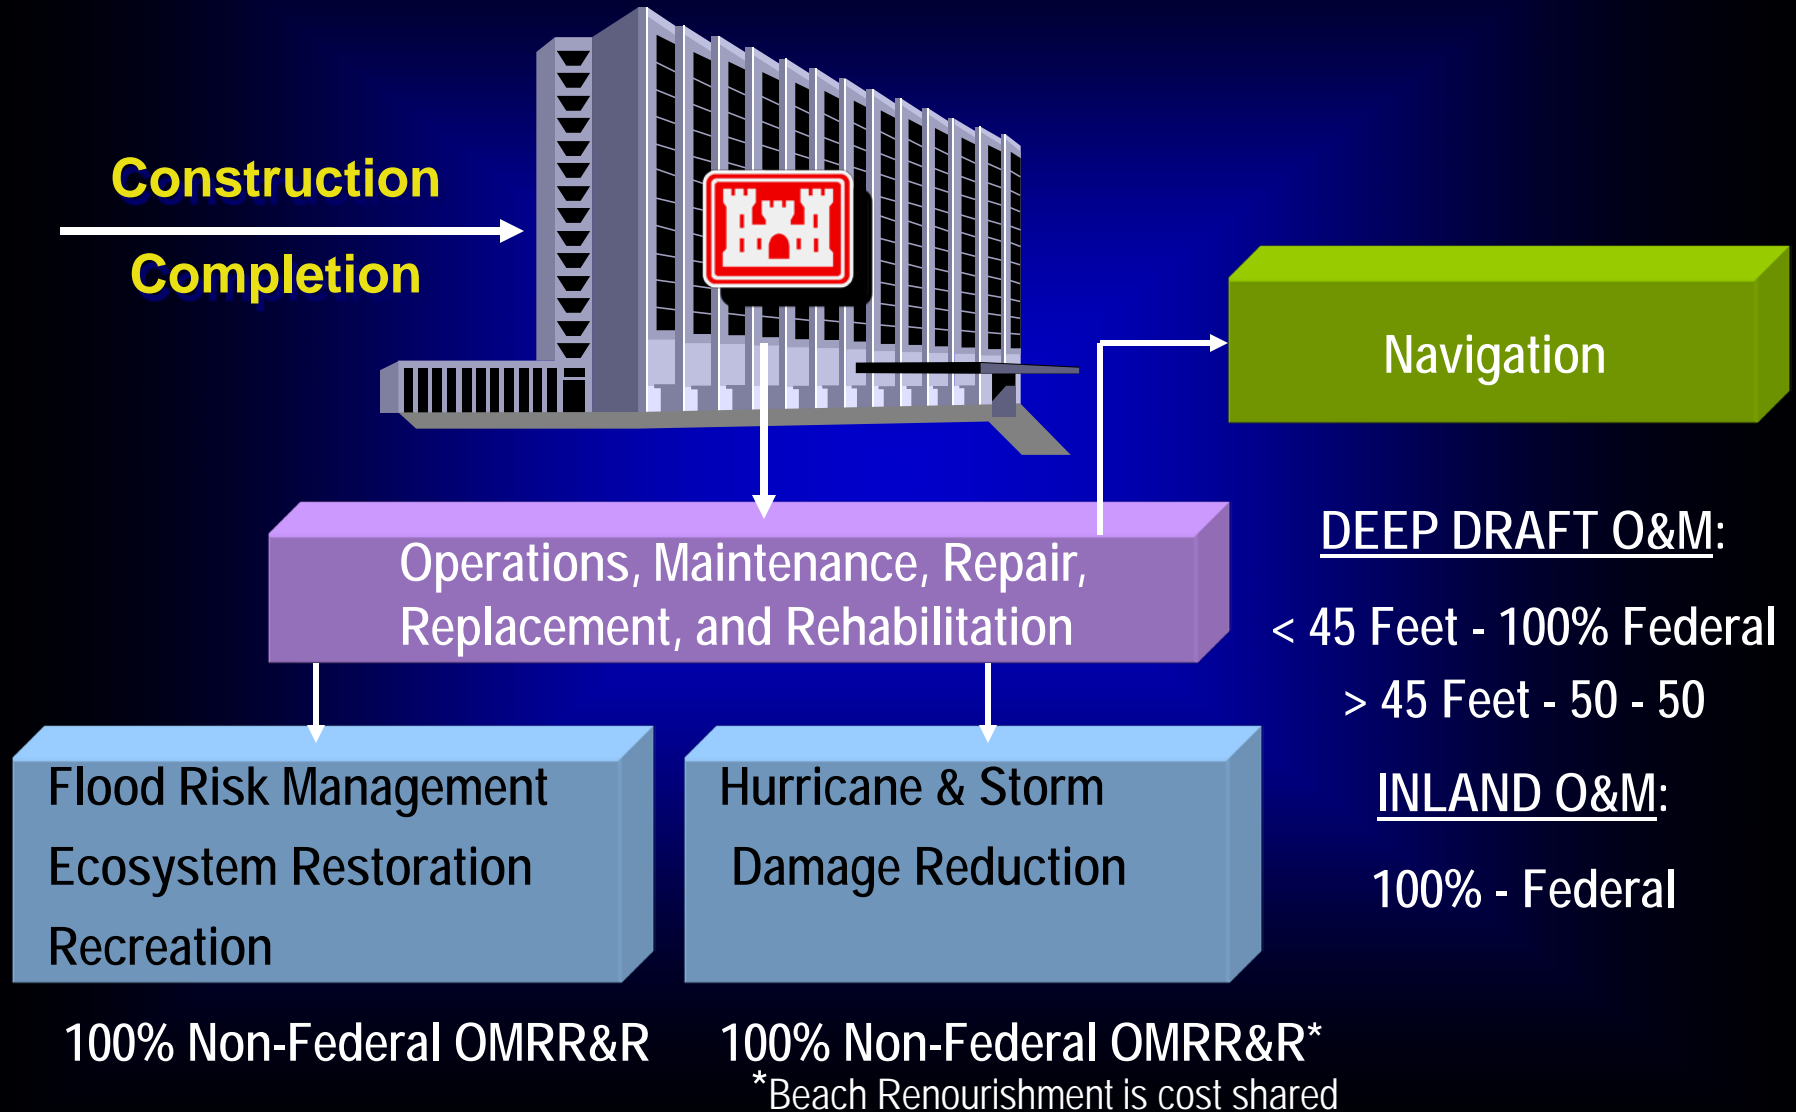 Construction
Completion
Navigation
Operations, Maintenance, Repair,
Replacement, and Rehabilitation
DEEP DRAFT O&M:
< 45 Feet - 100% Federal
> 45 Feet - 50 - 50
INLAND O&M:
100% - Federal
Flood Risk Management
Ecosystem Restoration
Recreation
100% Non-Federal OMRR&R
Hurricane & Storm
Damage Reduction
100% Non-Federal OMRR&R*
*Beach Renourishment is cost shared